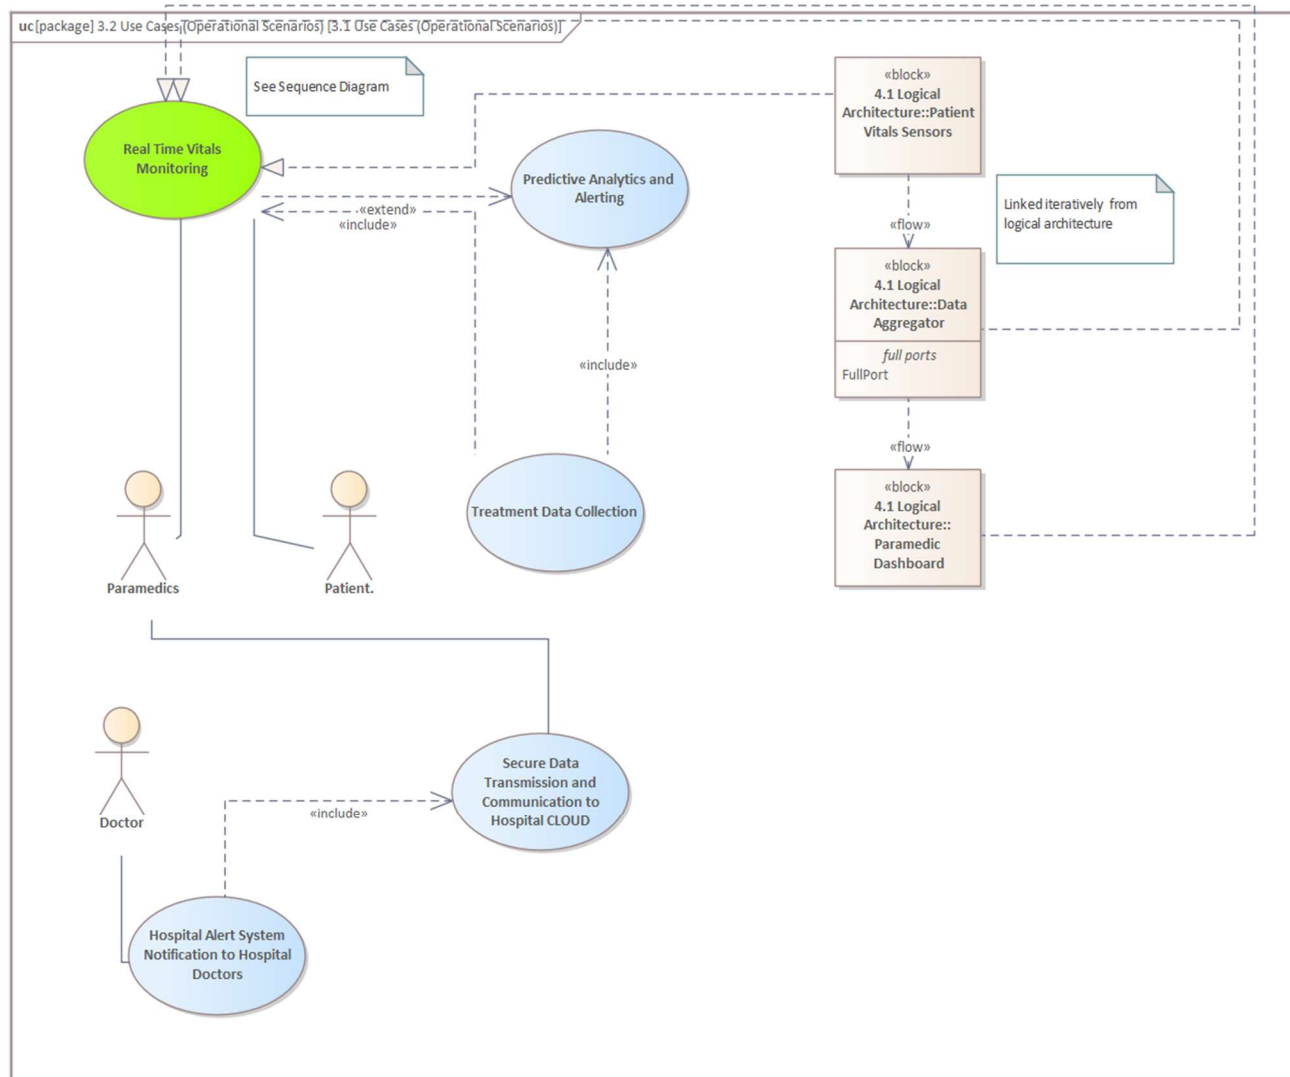 uc [package] 3.2 Use Cases (Operational Scenarios) [3.1 Use Cases (Operational Scenarios)]
See Sequence Diagram
Real Time Vitals
Monitoring
Predictive Analytics and
Alerting
«extend»
«include»
«include»
Treatment Data Collection
«block»
4.1 Logical
Architecture::Patient
Vitals Sensors
«flow»
Linked iteratively from
logical architecture
«block»
4.1 Logical
Architecture::Data
Aggregator
full ports
FullPort
«flow»
«block»
4.1 Logical
Architecture::
Paramedic
Dashboard
Paramedics
Patient.
Doctor
Secure Data
Transmission and
Communication to
Hospital CLOUD
«include»
Hospital Alert System
Notification to Hospital
Doctors